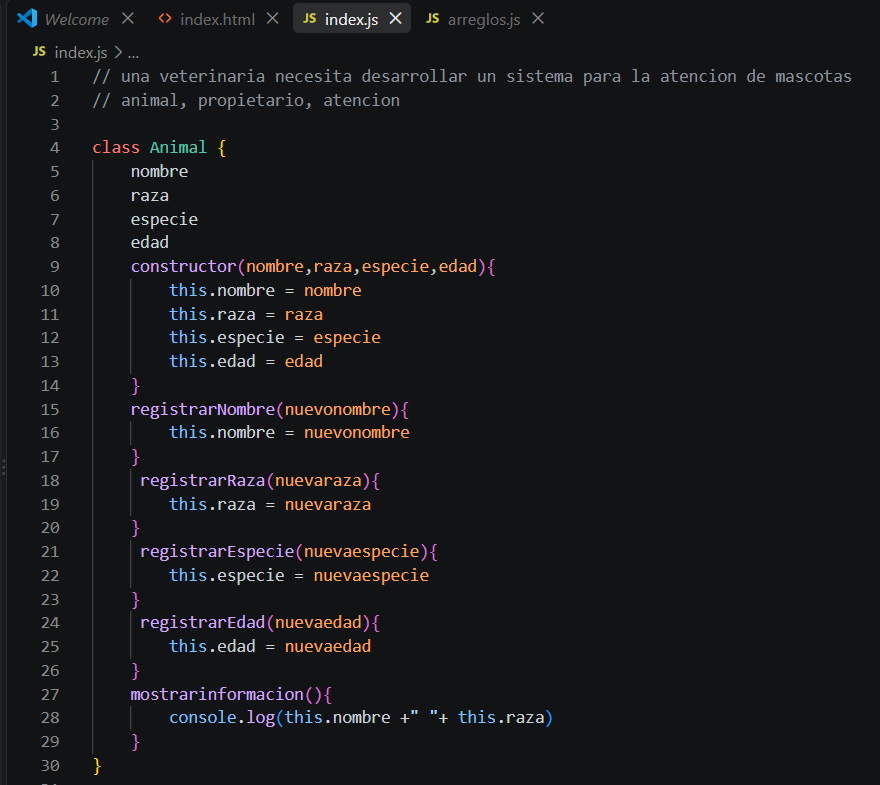 Welcome index.html JS index.js JS arreglos.js
JS index.js > ...
1 // una veterinaria necesita desarrollar un sistema para la atencion de mascotas
2 // animal, propietario, atencion
3
4 class Animal {
5 nombre
6 raza
7 especie
8 edad
9 constructor(nombre,raza,especie,edad){
10 this.nombre = nombre
11 this.raza = raza
12 this.especie = especie
13 this.edad = edad
14 }
15 registrarNombre(nuevonombre){
16 this.nombre = nuevonombre
17 }
18 registrarRaza(nuevaraza){
19 this.raza = nuevaraza
20 }
21 registrarEspecie(nuevaespecie){
22 this.especie = nuevaespecie
23 }
24 registrarEdad(nuevaedad){
25 this.edad = nuevaedad
26 }
27 mostrarinformacion(){
28 console.log(this.nombre +" "+ this.raza)
29 }
30 }